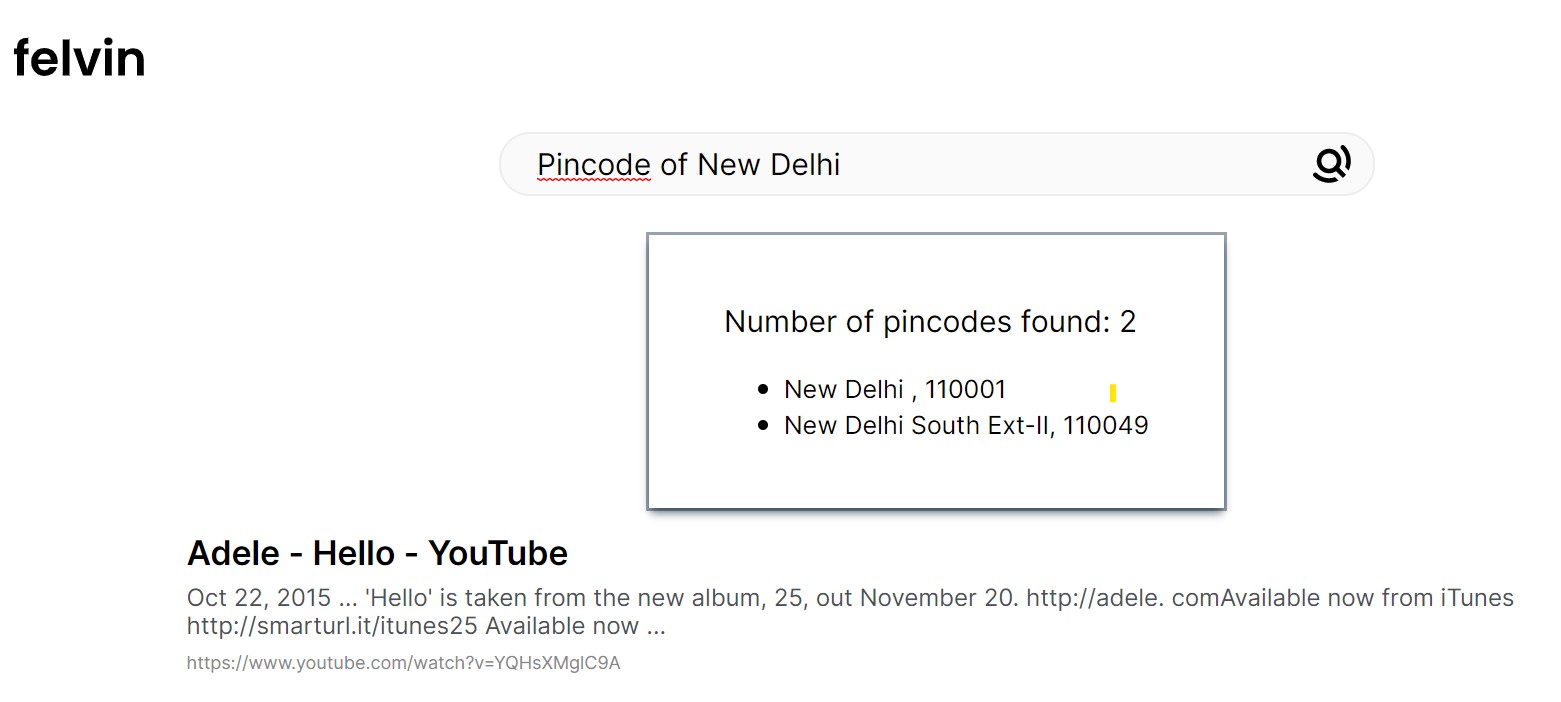 felvin
Pincode of New Delhi
Number of pincodes found: 2
New Delhi , 110001
New Delhi South Ext-II, 110049
Adele - Hello - YouTube
Oct 22, 2015 ... 'Hello' is taken from the new album, 25, out November 20. http://adele. comAvailable now from iTunes
http://smarturl.it/itunes25 Available now ...
https://www.youtube.com/watch?v=YQHsXMglC9A